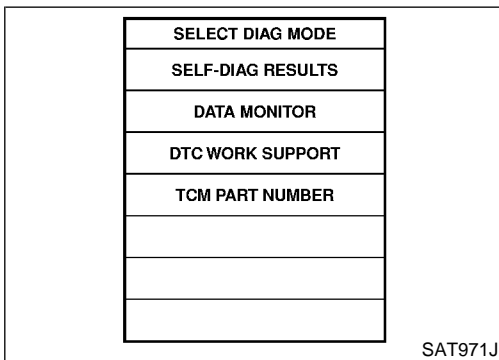 SELECT DIAG MODE
SELF-DIAG RESULTS
DATA MONITOR
DTC WORK SUPPORT
TCM PART NUMBER
SAT971J